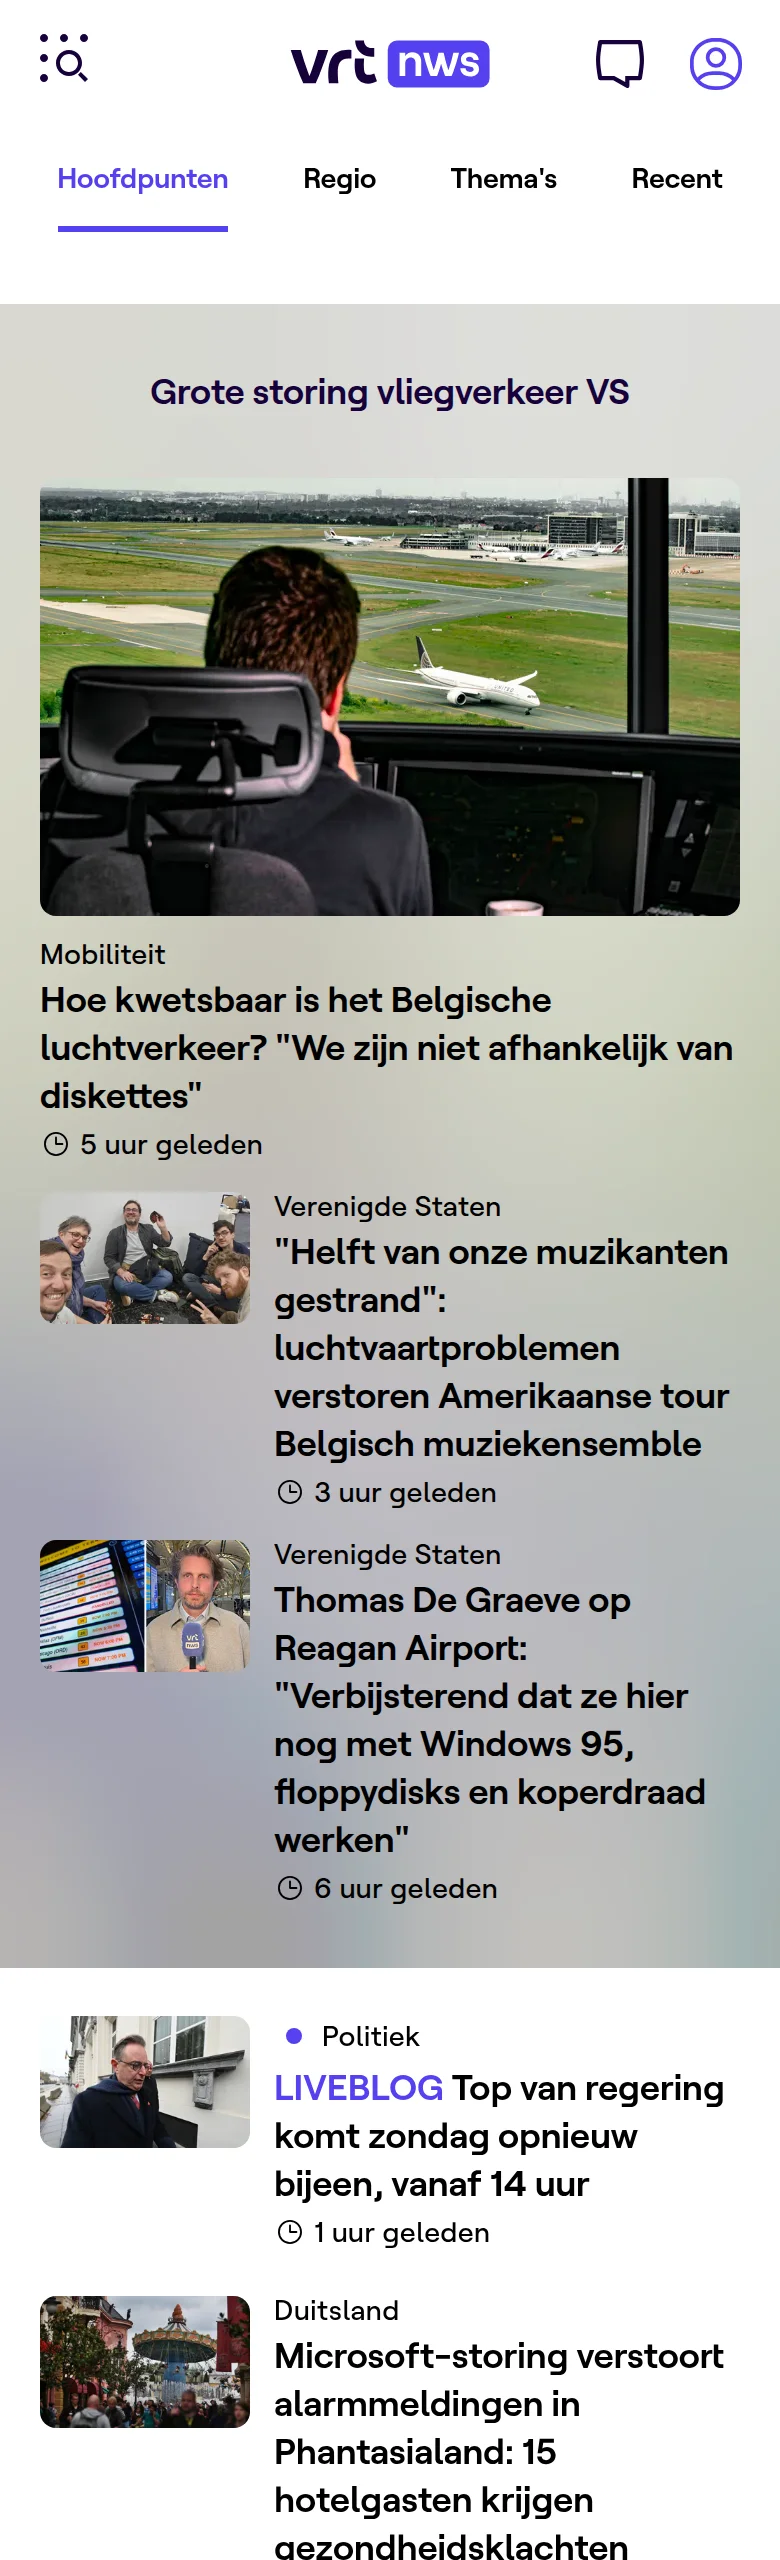 vrt nws
Hoofdpunten Regio Thema's Recent
Grote storing vliegverkeer VS
Mobiliteit
Hoe kwetsbaar is het Belgische
luchtverkeer? "We zijn niet afhankelijk van
diskettes"
5 uur geleden
Verenigde Staten
"Helft van onze muzikanten
gestrand":
luchtvaartproblemen
verstoren Amerikaanse tour
Belgisch muziekensemble
3 uur geleden
Verenigde Staten
Thomas De Graeve op
Reagan Airport:
"Verbijsterend dat ze hier
nog met Windows 95,
floppydisks en koperdraad
werken"
6 uur geleden
Politiek
LIVEBLOG Top van regering
komt zondag opnieuw
bijeen, vanaf 14 uur
1 uur geleden
Duitsland
Microsoft-storing verstoort
alarmmeldingen in
Phantasialand: 15
hotelgasten krijgen
gezondheidsklachten